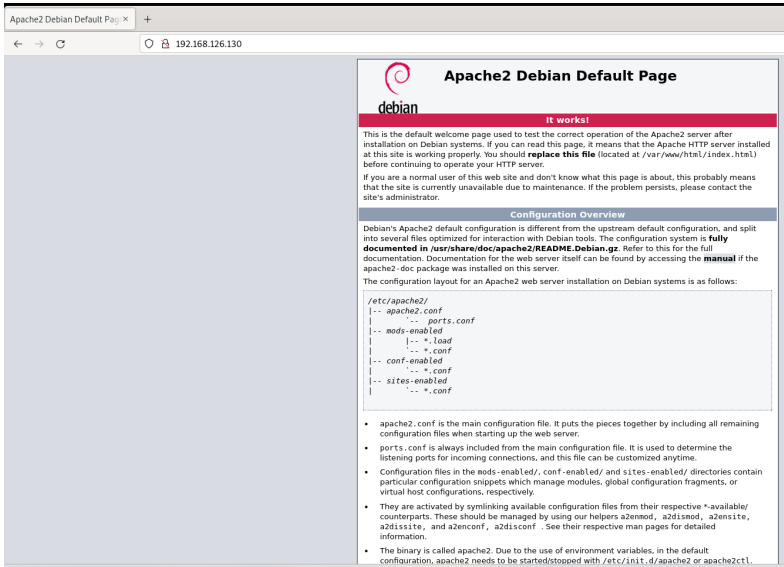 Apache2 Debian Default Pag
192.168.126.130
debian
Apache2 Debian Default Page
It works!
This is the default welcome page used to test the correct operation of the Apache2 server after
installation on Debian systems. If you can read this page, it means that the Apache HTTP server installed
at this site is working properly. You should replace this file (located at /var/www/html/index.html)
before continuing to operate your HTTP server.
If you are a normal user of this web site and don't know what this page is about, this probably means
that the site is currently unavailable due to maintenance. If the problem persists, please contact the
site's administrator.
Configuration Overview
Debian's Apache2 default configuration is different from the upstream default configuration, and split
into several files optimized for interaction with Debian tools. The configuration system is fully
documented in /usr/share/doc/apache2/README.Debian.gz. Refer to this for the full
documentation. Documentation for the web server itself can be found by accessing the manual if the
apache2-doc package was installed on this server.
The configuration layout for an Apache2 web server installation on Debian systems is as follows:
/etc/apache2/
|-- apache2.conf
|       `--  ports.conf
|-- mods-enabled
|       |-- *.load
|       `-- *.conf
|-- conf-enabled
|       `-- *.conf
|-- sites-enabled
|       `-- *.conf
• apache2.conf is the main configuration file. It puts the pieces together by including all remaining
configuration files when starting up the web server.
• ports.conf is always included from the main configuration file. It is used to determine the
listening ports for incoming connections, and this file can be customized anytime.
• Configuration files in the mods-enabled/, conf-enabled/ and sites-enabled/ directories contain
particular configuration snippets which manage modules, global configuration fragments, or
virtual host configurations, respectively.
• They are activated by symlinking available configuration files from their respective *-available/
counterparts. These should be managed by using our helpers a2enmod, a2dismod, a2ensite,
a2dissite, and a2enconf, a2disconf . See their respective man pages for detailed
information.
• The binary is called apache2. Due to the use of environment variables, in the default
configuration, apache2 needs to be started/stopped with /etc/init.d/apache2 or apache2ctl.